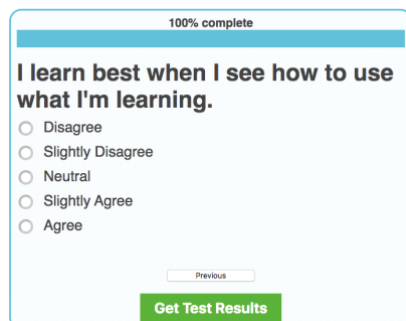 100% complete
I learn best when I see how to use
what I'm learning.
Disagree
Slightly Disagree
Neutral
Slightly Agree
Agree
Previous
Get Test Results